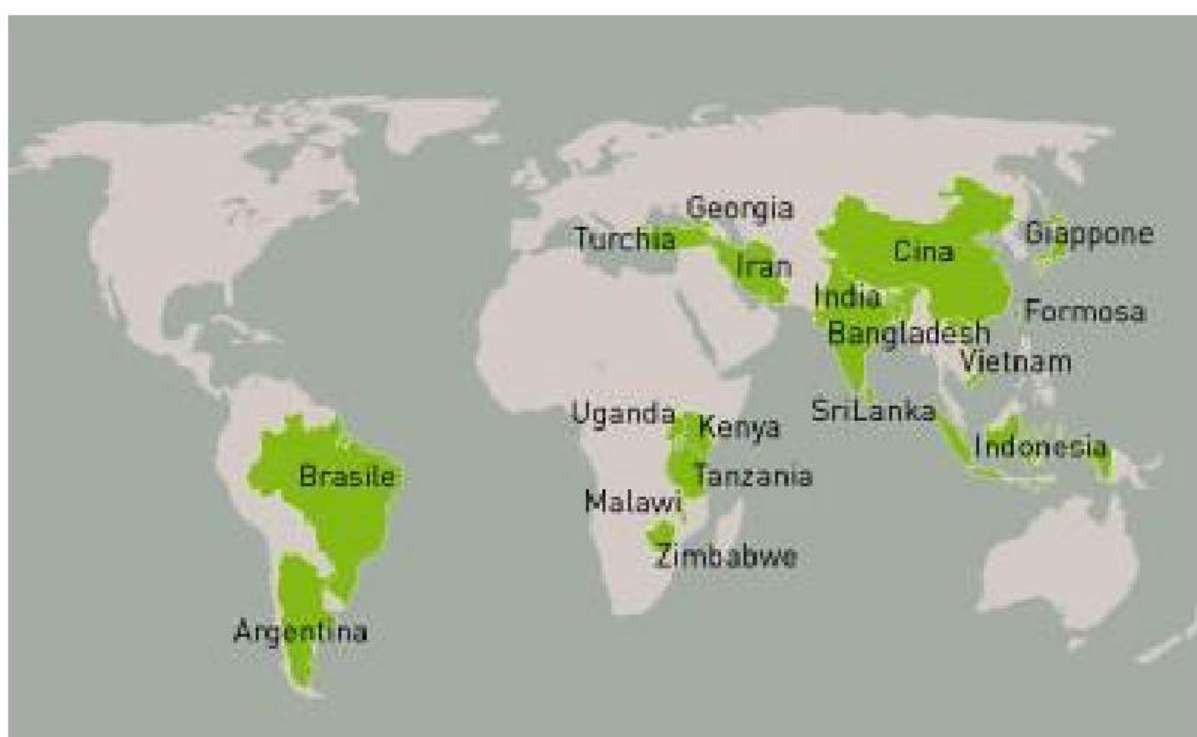 Georgia
Turchia
Giappone
Cina
Iran
India
Formosa
Bangladesh
Vietnam
SriLanka
Uganda
Kenya
Indonesia
Brasile
Tanzania
Malawi
Zimbabwe
Argentina